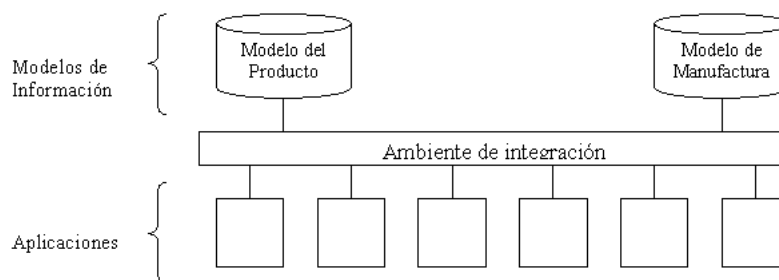 Modelo del
Producto
Modelo de
Manufactura
Modelos de
Información
Ambiente de integración
Aplicaciones